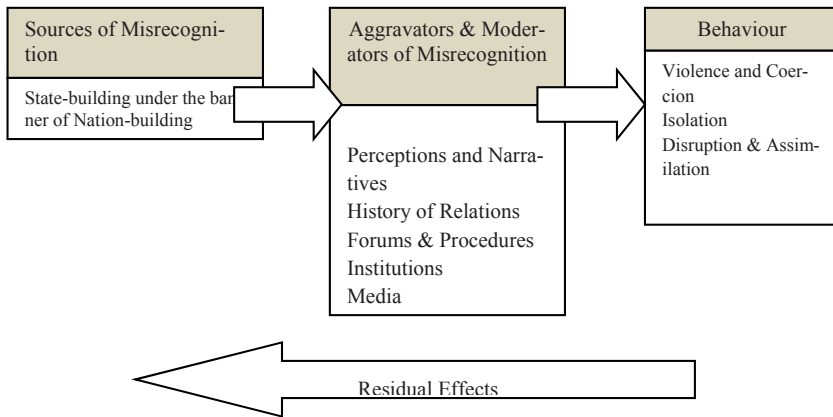 Sources of Misrecogni-
tion
State-building under the ban-
ner of Nation-building
Aggravators & Moder-
ators of Misrecognition
Perceptions and Narra-
tives
History of Relations
Forums & Procedures
Institutions
Media
Behaviour
Violence and Coer-
cion
Isolation
Disruption & Assim-
ilation
Residual Effects